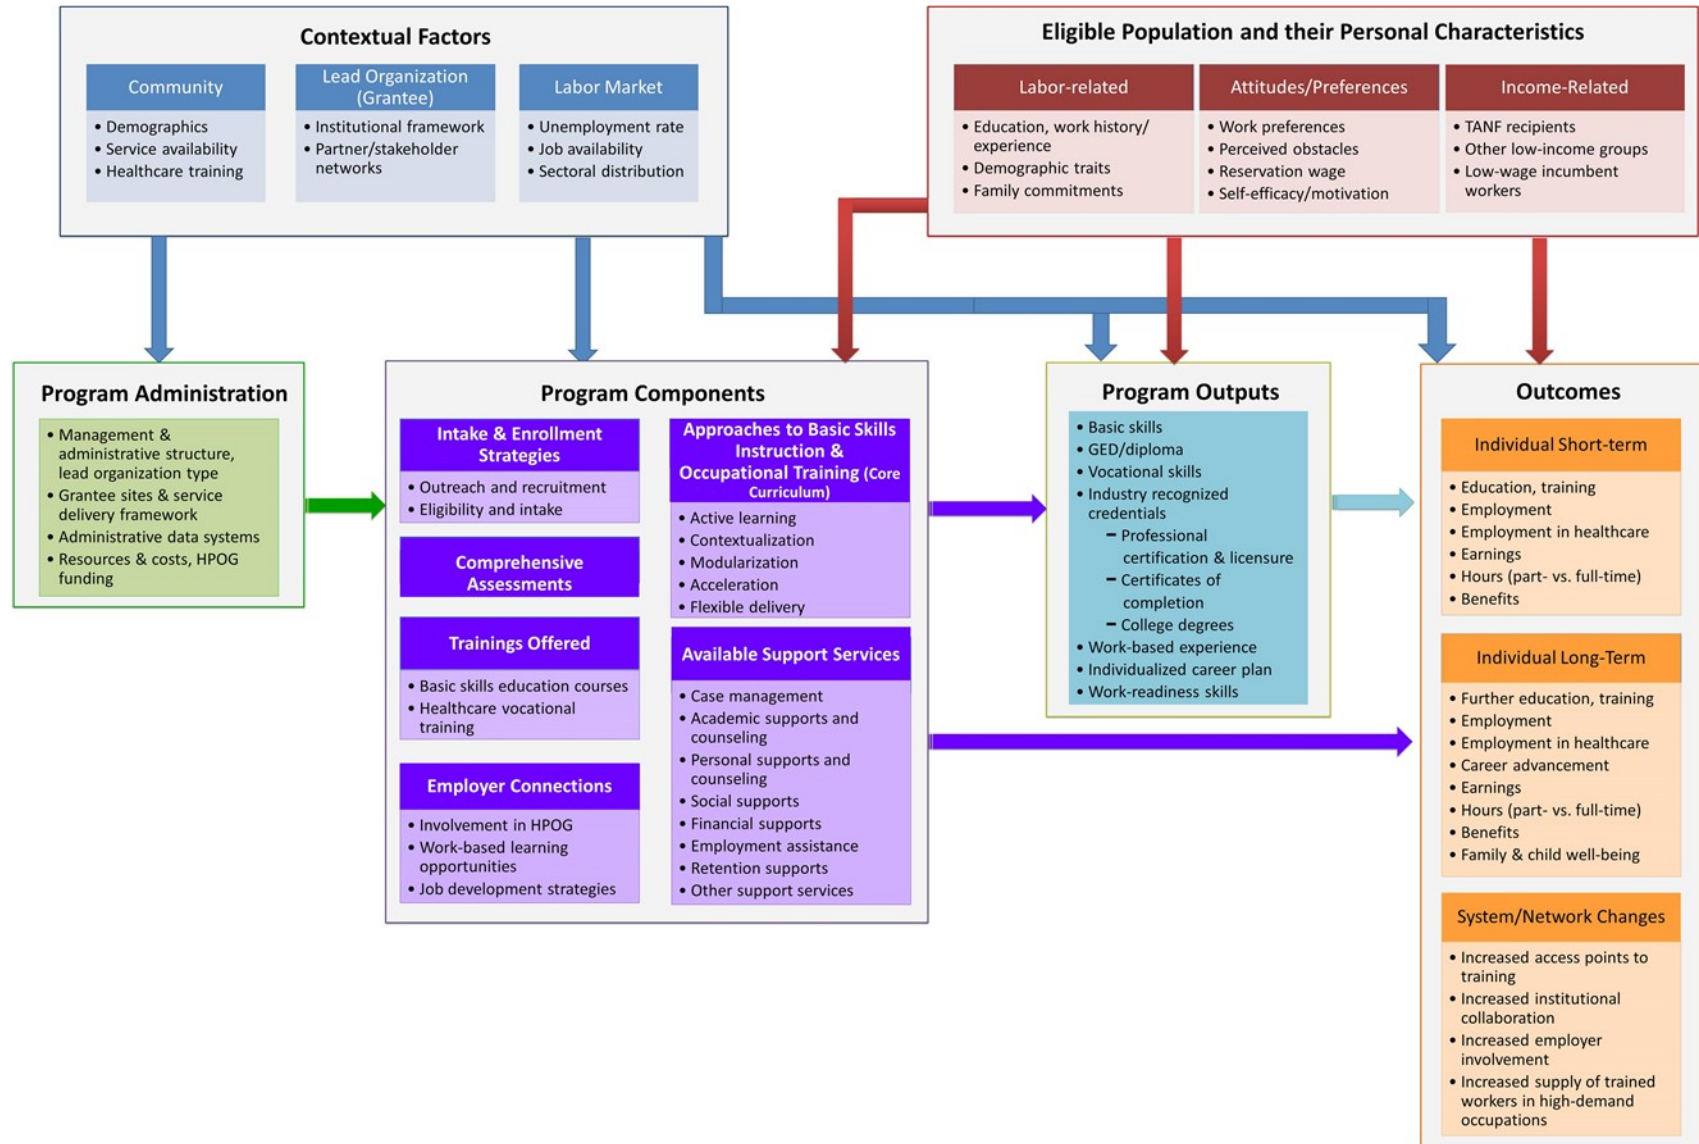 Contextual Factors
Community
• Demographics
• Service availability
• Healthcare training
Lead Organization
(Grantee)
• Institutional framework
• Partner/stakeholder
networks
Labor Market
• Unemployment rate
• Job availability
• Sectoral distribution
Eligible Population and their Personal Characteristics
Labor-related
• Education, work history/
experience
• Demographic traits
• Family commitments
Attitudes/Preferences
• Work preferences
• Perceived obstacles
• Reservation wage
• Self-efficacy/motivation
Income-Related
• TANF recipients
• Other low-income groups
• Low-wage incumbent
workers
Program Administration
• Management &
administrative structure,
lead organization type
• Grantee sites & service
delivery framework
• Administrative data systems
• Resources & costs, HPOG
funding
Program Components
Intake & Enrollment
Strategies
• Outreach and recruitment
• Eligibility and intake
Comprehensive
Assessments
Trainings Offered
• Basic skills education courses
• Healthcare vocational
training
Employer Connections
• Involvement in HPOG
• Work-based learning
opportunities
• Job development strategies
Approaches to Basic Skills
Instruction &
Occupational Training (Core
Curriculum)
• Active learning
• Contextualization
• Modularization
• Acceleration
• Flexible delivery
Available Support Services
• Case management
• Academic supports and
counseling
• Personal supports and
counseling
• Social supports
• Financial supports
• Employment assistance
• Retention supports
• Other support services
Program Outputs
• Basic skills
• GED/diploma
• Vocational skills
• Industry recognized
credentials
– Professional
certification & licensure
– Certificates of
completion
– College degrees
• Work-based experience
• Individualized career plan
• Work-readiness skills
Outcomes
Individual Short-term
• Education, training
• Employment
• Employment in healthcare
• Earnings
• Hours (part- vs. full-time)
• Benefits
Individual Long-Term
• Further education, training
• Employment
• Employment in healthcare
• Career advancement
• Earnings
• Hours (part- vs. full-time)
• Benefits
• Family & child well-being
System/Network Changes
• Increased access points to
training
• Increased institutional
collaboration
• Increased employer
involvement
• Increased supply of trained
workers in high-demand
occupations